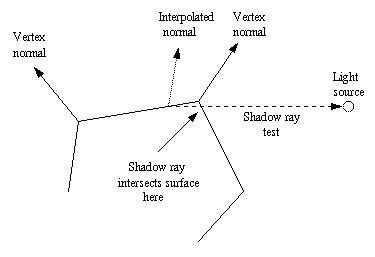 Vertex
normal
Interpolated
normal
Vertex
normal
Light
source
Shadow ray
test
Shadow ray
intersects surface
here